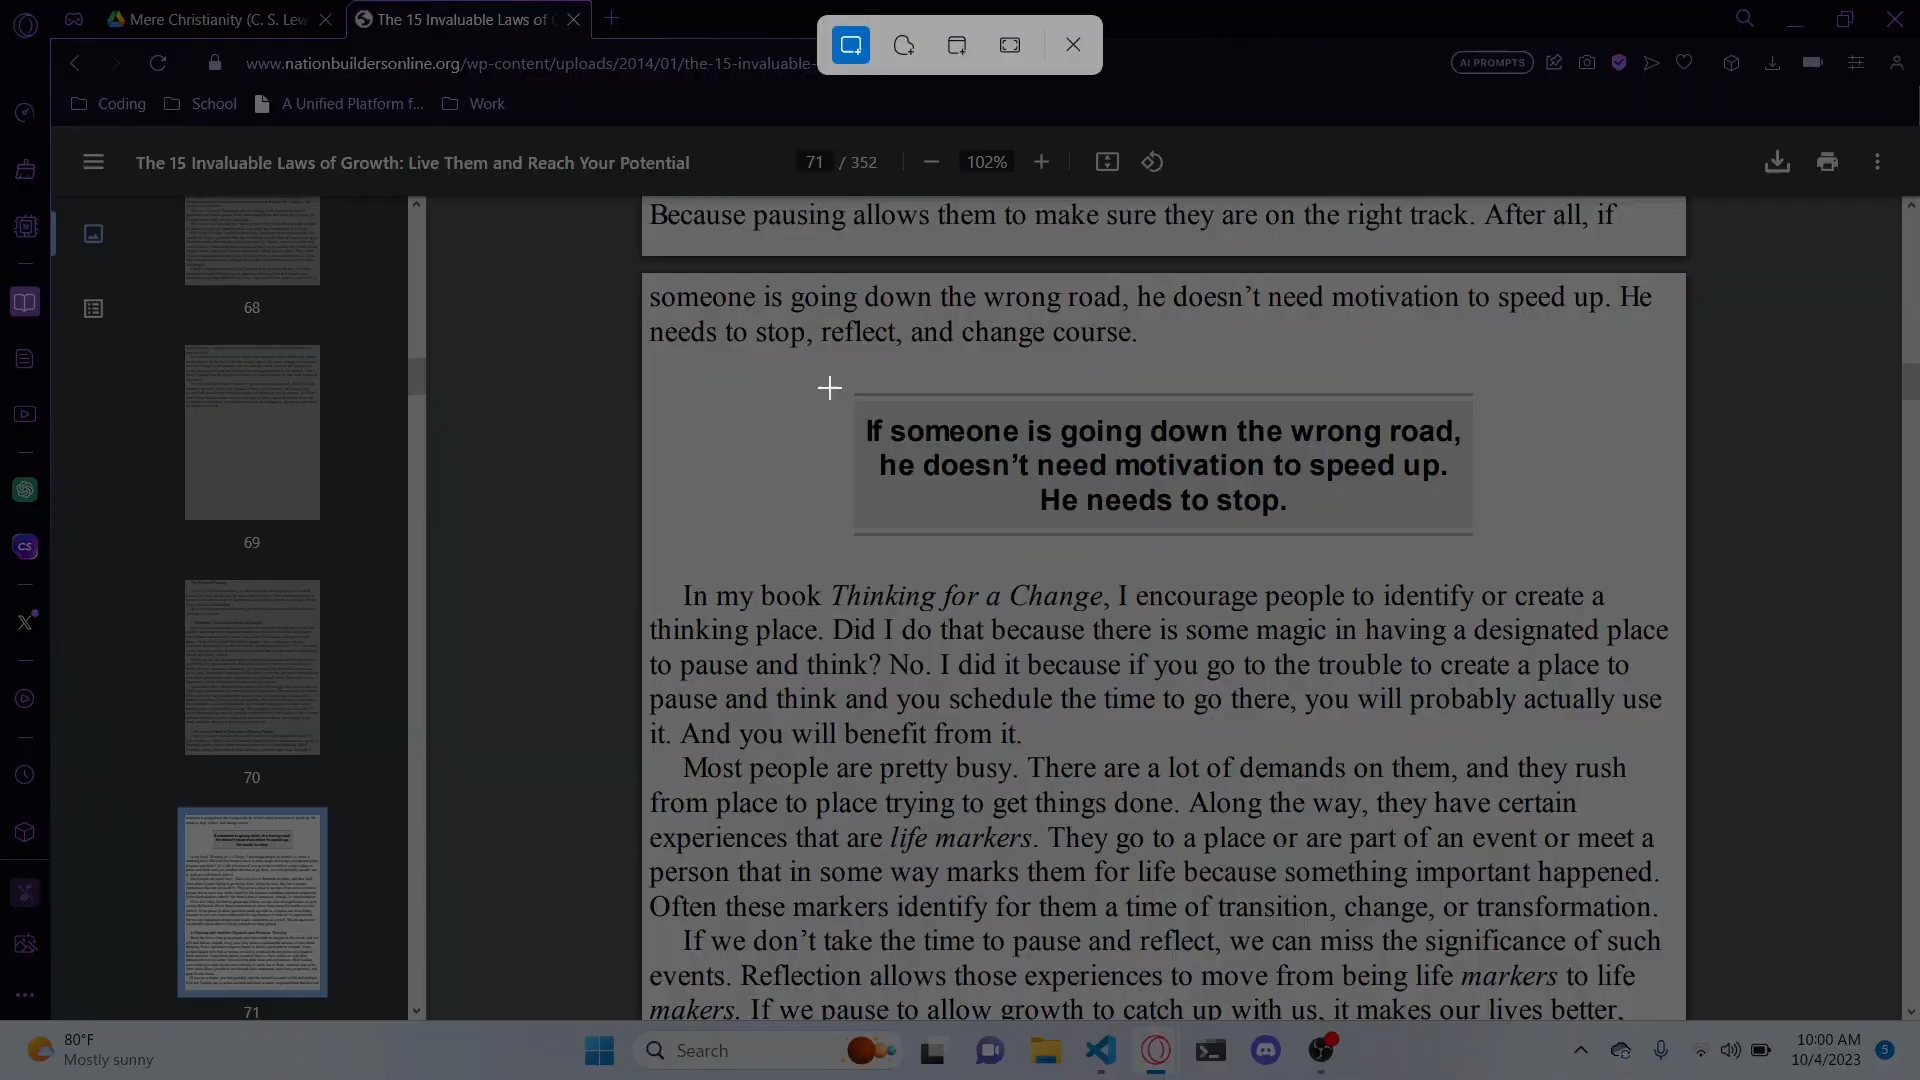 Mere Christianity (C. S. Lew
The 15 Invaluable Laws of G
www.nationbuildersonline.org/wp-content/uploads/2014/01/the-15-invaluable-
AI PROMPTS
Coding
School
A Unified Platform f...
Work
The 15 Invaluable Laws of Growth: Live Them and Reach Your Potential
71 / 352
102%
68
69
70
71
Because pausing allows them to make sure they are on the right track. After all, if
someone is going down the wrong road, he doesn’t need motivation to speed up. He
needs to stop, reflect, and change course.
If someone is going down the wrong road,
he doesn’t need motivation to speed up.
He needs to stop.
In my book Thinking for a Change, I encourage people to identify or create a
thinking place. Did I do that because there is some magic in having a designated place
to pause and think? No. I did it because if you go to the trouble to create a place to
pause and think and you schedule the time to go there, you will probably actually use
it. And you will benefit from it.
Most people are pretty busy. There are a lot of demands on them, and they rush
from place to place trying to get things done. Along the way, they have certain
experiences that are life markers. They go to a place or are part of an event or meet a
person that in some way marks them for life because something important happened.
Often these markers identify for them a time of transition, change, or transformation.
If we don’t take the time to pause and reflect, we can miss the significance of such
events. Reflection allows those experiences to move from being life markers to life
makers. If we pause to allow growth to catch up with us, it makes our lives better,
CS
80°F
Mostly sunny
Search
10:00 AM
10/4/2023
5